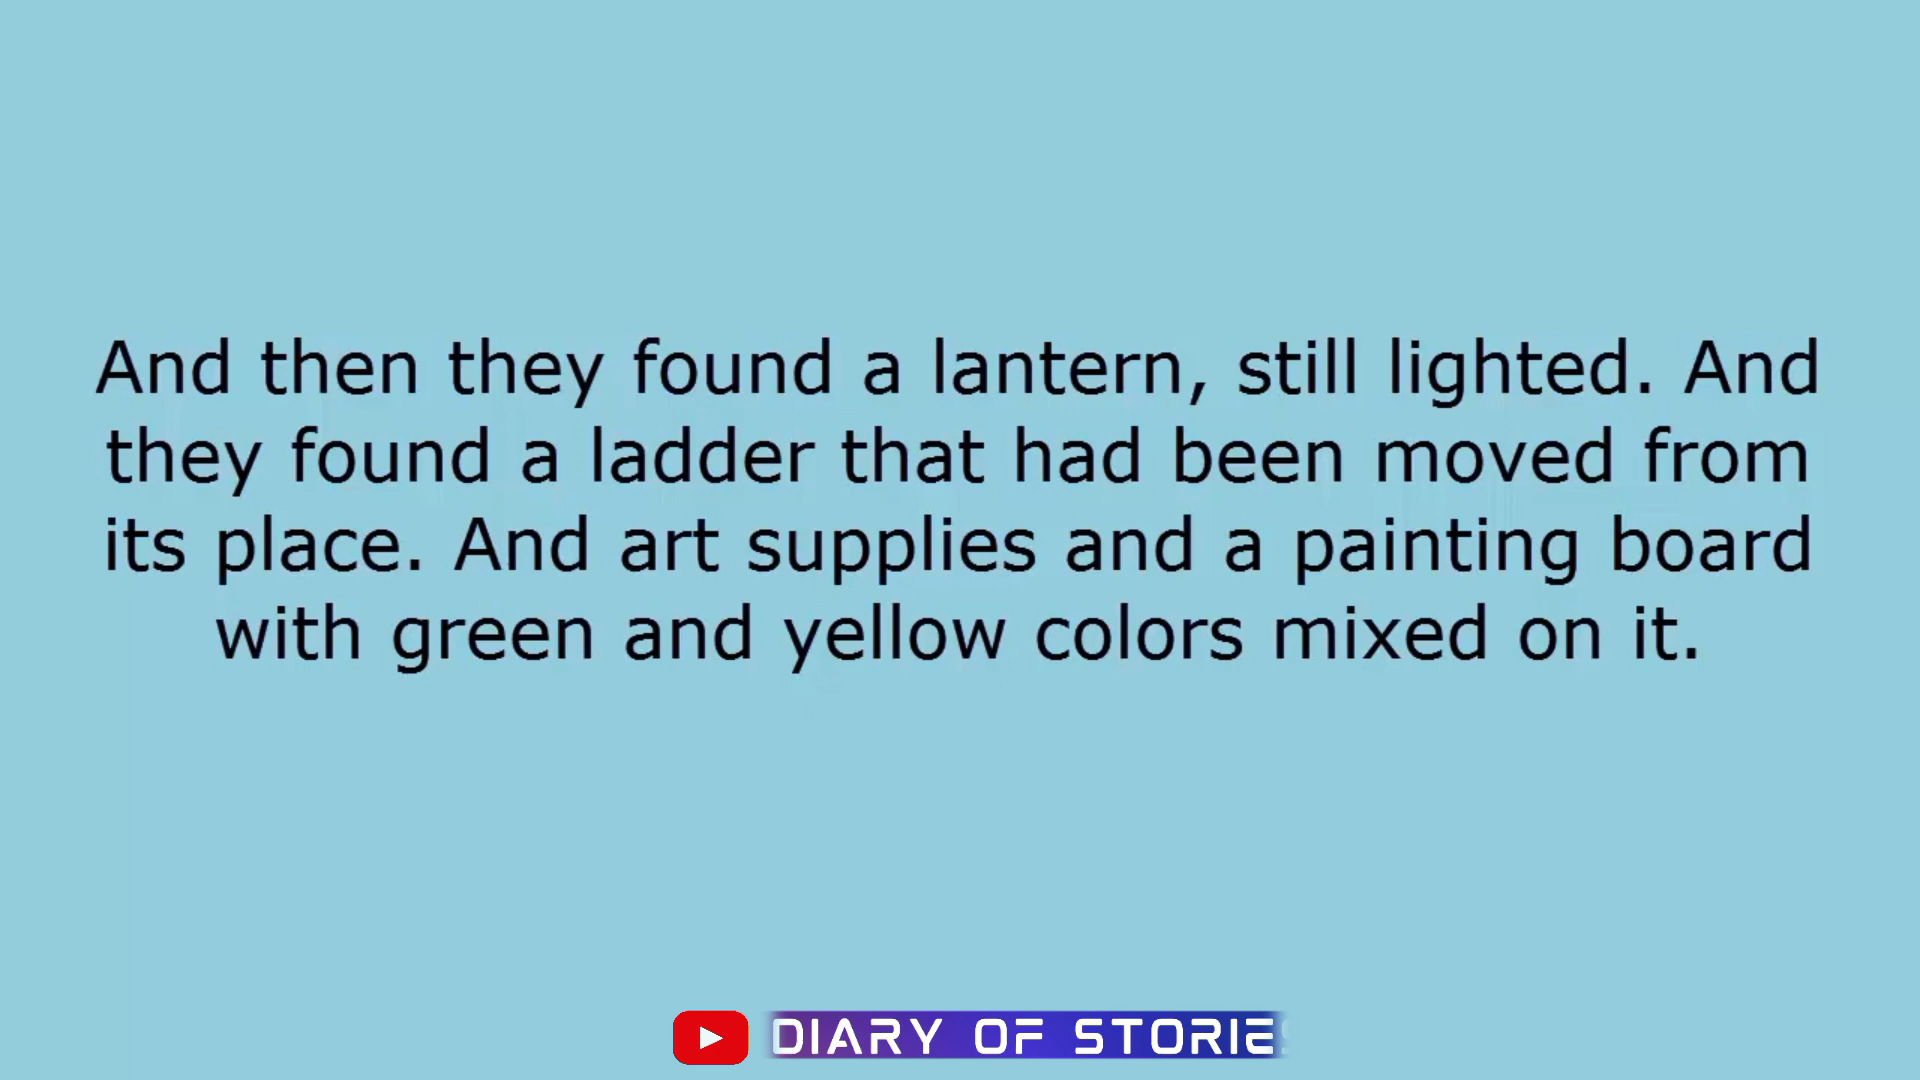 And then they found a lantern, still lighted. And
they found a ladder that had been moved from
its place. And art supplies and a painting board
with green and yellow colors mixed on it.
DIARY OF STORIES